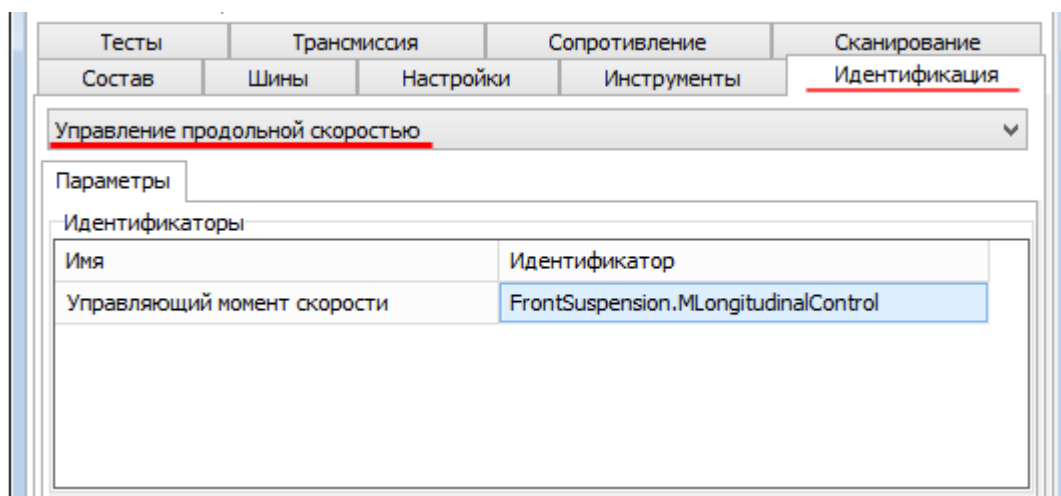 Тесты Трансмиссия Сопротивление Сканирование
Состав Шины Настройки Инструменты Идентификация
Управление продольной скоростью
Параметры
Идентификаторы
Имя Идентификатор
Управляющий момент скорости FrontSuspension.MLongitudinalControl